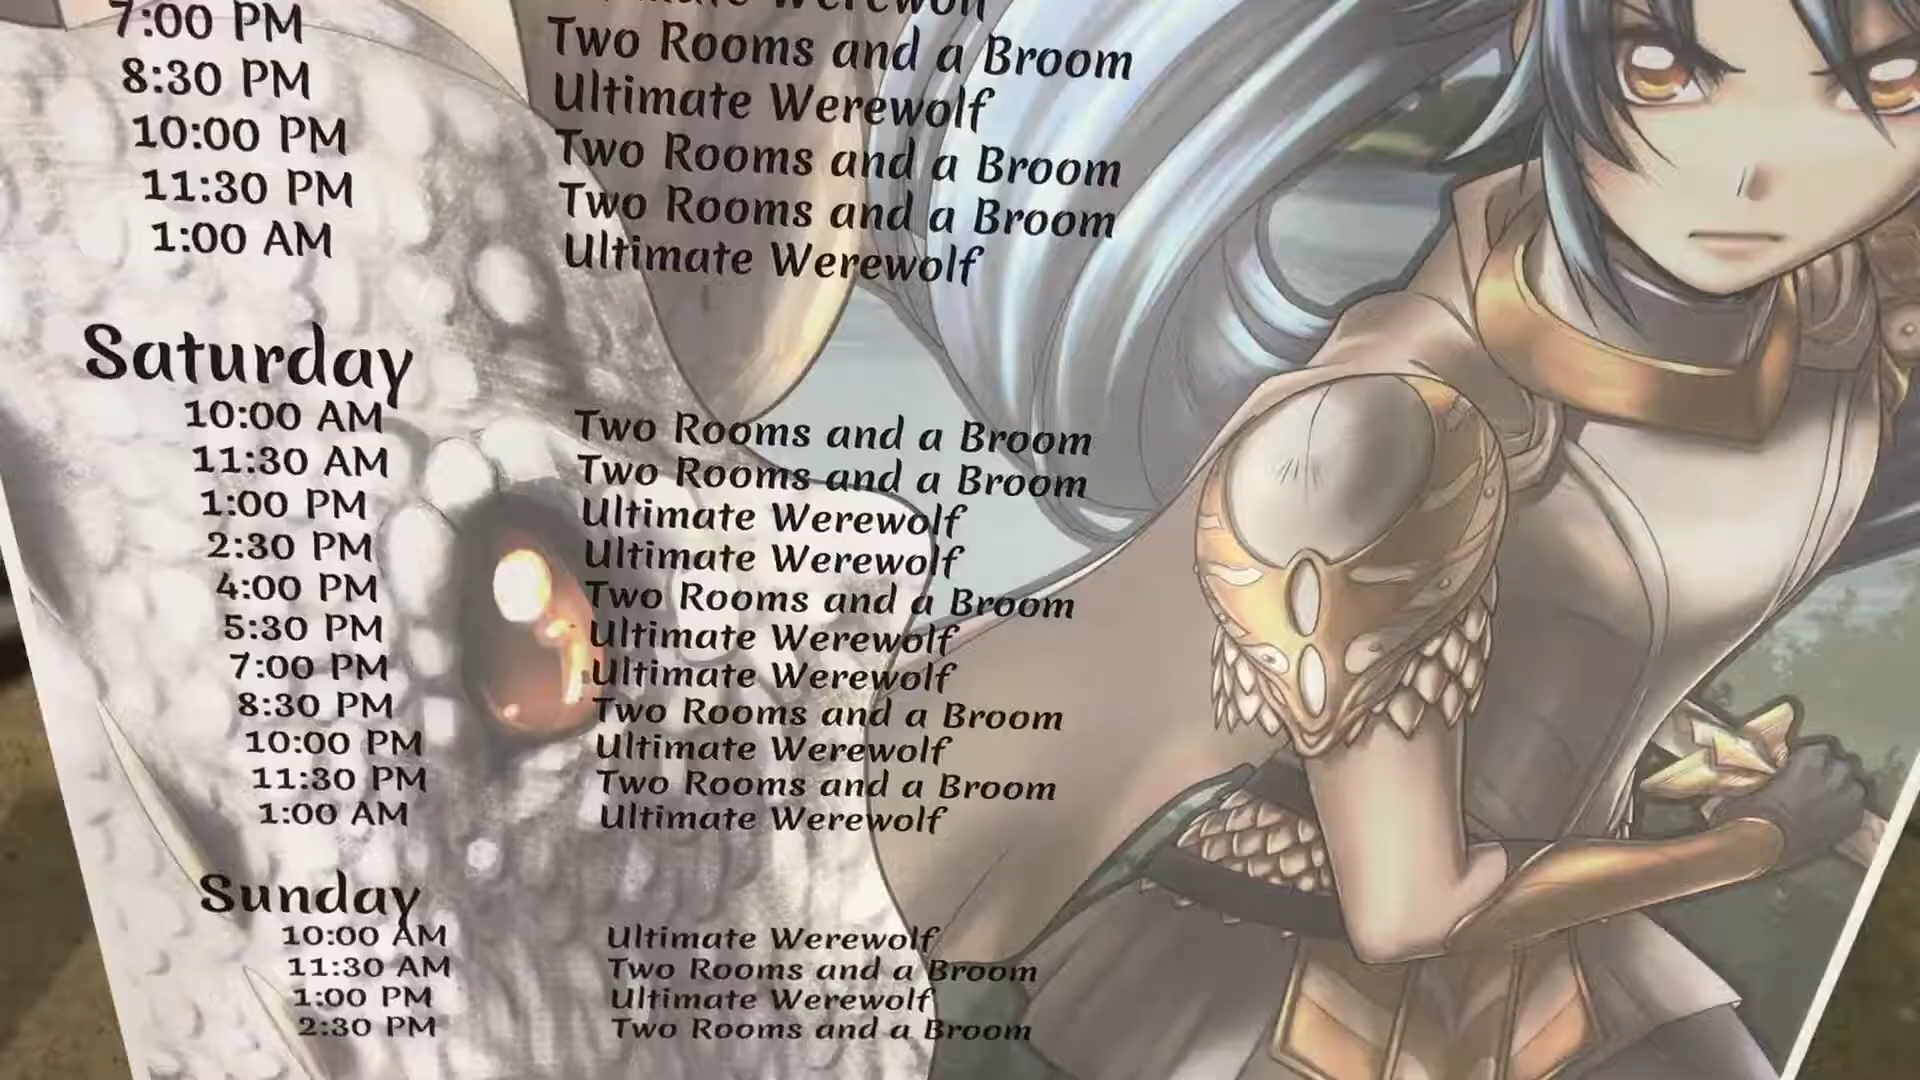 Werewolf
7:00 PM Two Rooms and a Broom
8:30 PM Ultimate Werewolf
10:00 PM Two Rooms and a Broom
11:30 PM Two Rooms and a Broom
1:00 AM Ultimate Werewolf
Saturday
10:00 AM Two Rooms and a Broom
11:30 AM Two Rooms and a Broom
1:00 PM Ultimate Werewolf
2:30 PM Ultimate Werewolf
4:00 PM Two Rooms and a Broom
5:30 PM Ultimate Werewolf
7:00 PM Ultimate Werewolf
8:30 PM Two Rooms and a Broom
10:00 PM Ultimate Werewolf
11:30 PM Two Rooms and a Broom
1:00 AM Ultimate Werewolf
Sunday
10:00 AM Ultimate Werewolf
11:30 AM Two Rooms and a Broom
1:00 PM Ultimate Werewolf
2:30 PM Two Rooms and a Broom